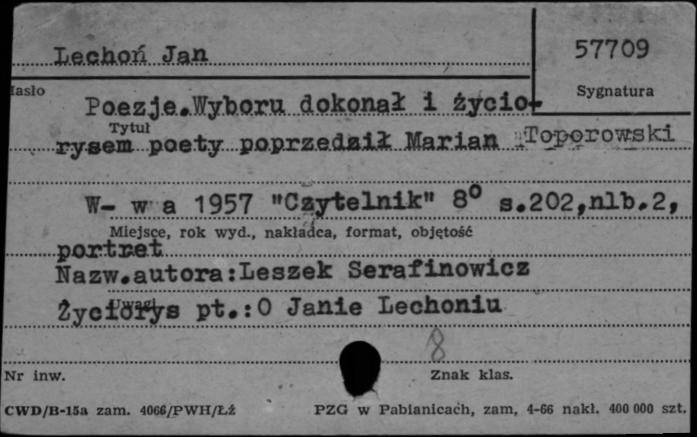 Lechoń Jan
57709
Hasło
Sygnatura
Poezje.Wyboru dokonał i życio-
Tytuł
rysem poety poprzedził Marian Toporowski
W- w a 1957 "Czytelnik" 8⁰ s.202,nlb.2,
Miejsce, rok wyd., nakładca, format, objętość
portret
Nazw.autora:Leszek Serafinowicz
Uwagi
Życiorys pt.:O Janie Lechoniu
8
Nr inw.
Znak klas.
CWD/B-15a zam. 4066/PWH/Łź
PZG w Pabianicach, zam, 4-66 nakł. 400 000 szt.